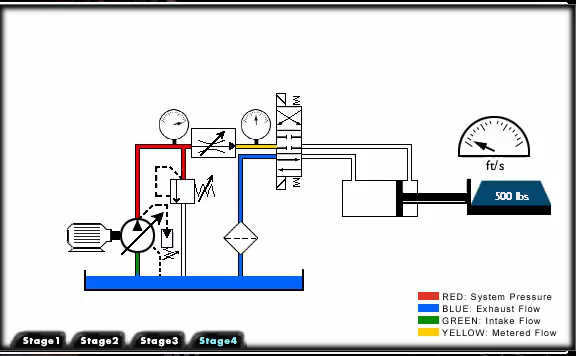 ft/s
500 lbs
RED: System Pressure
BLUE: Exhaust Flow
GREEN: Intake Flow
YELLOW: Metered Flow
Stage1 Stage2 Stage3 Stage4